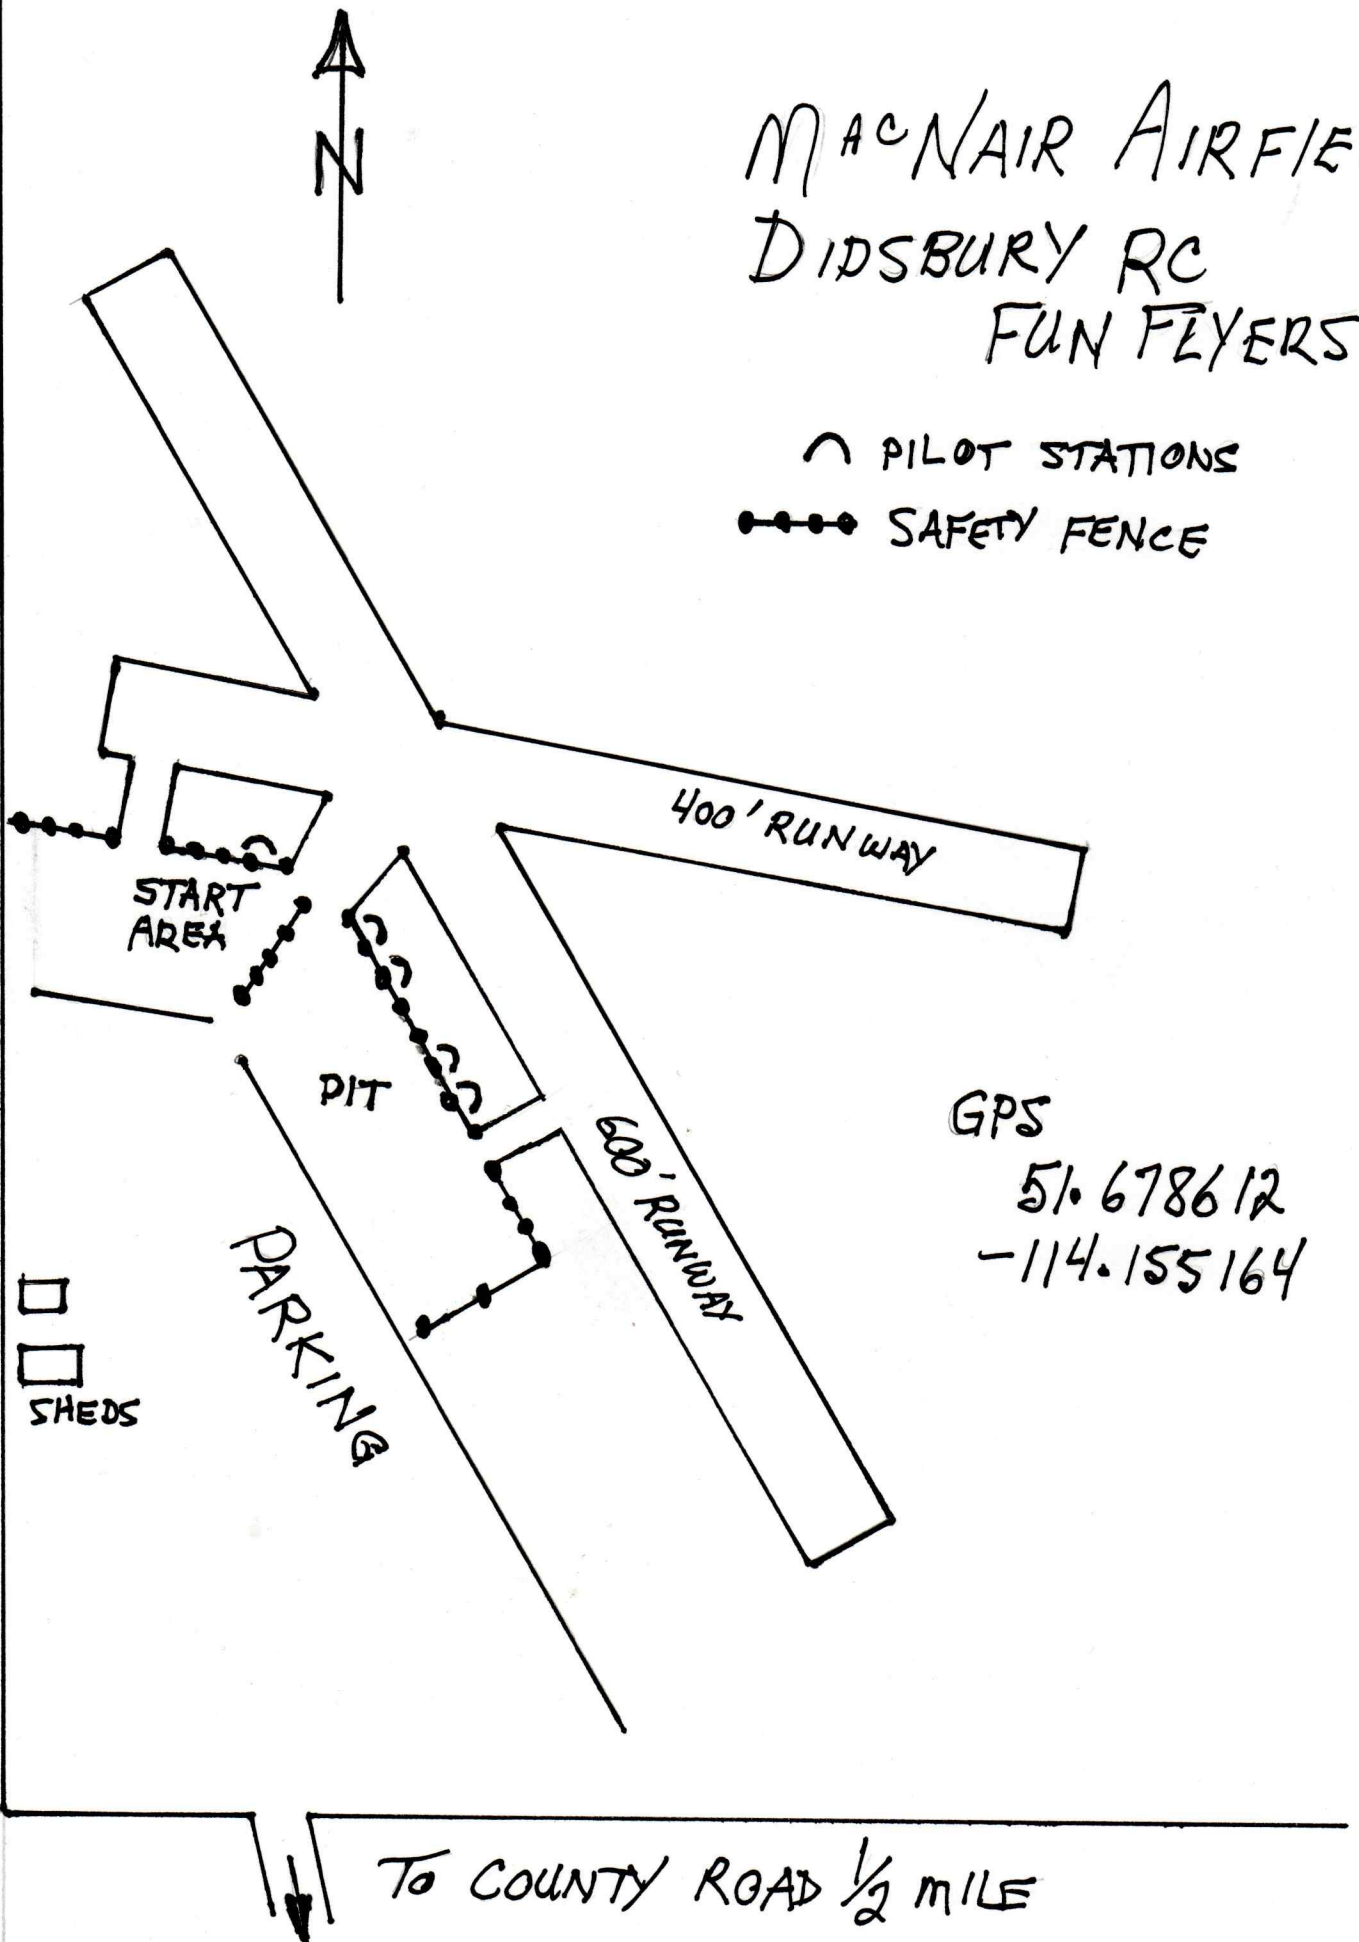 N
MacNAIR AIRFIE
DIDSBURY RC
FUN FLYERS
PILOT STATIONS
SAFETY FENCE
400' RUNWAY
START
AREA
PIT
600' RUNWAY
GPS
51.678612
-114.155164
PARKING
SHEDS
TO COUNTY ROAD 1/2 MILE